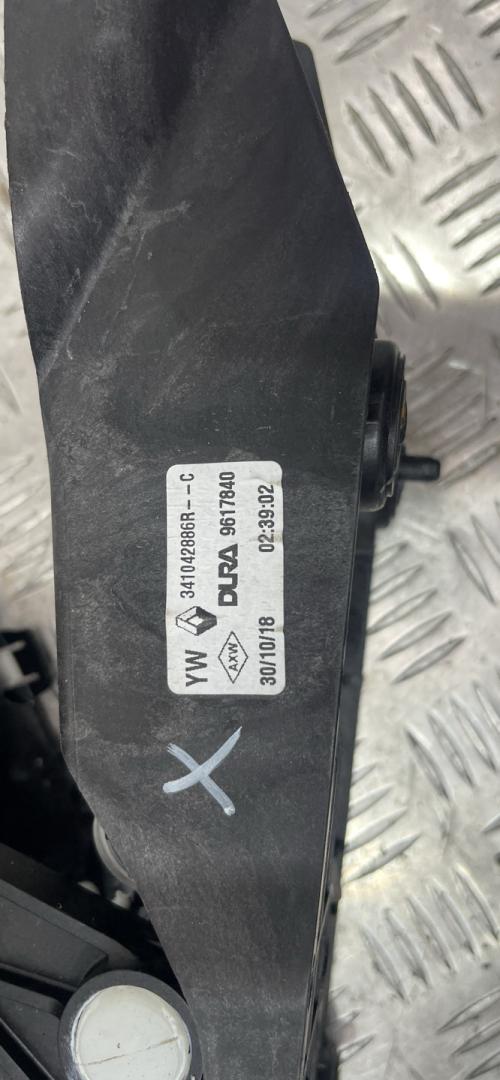 YW 341042886R--C
AXW DURA 9617840
30/10/18 02:39:02
X